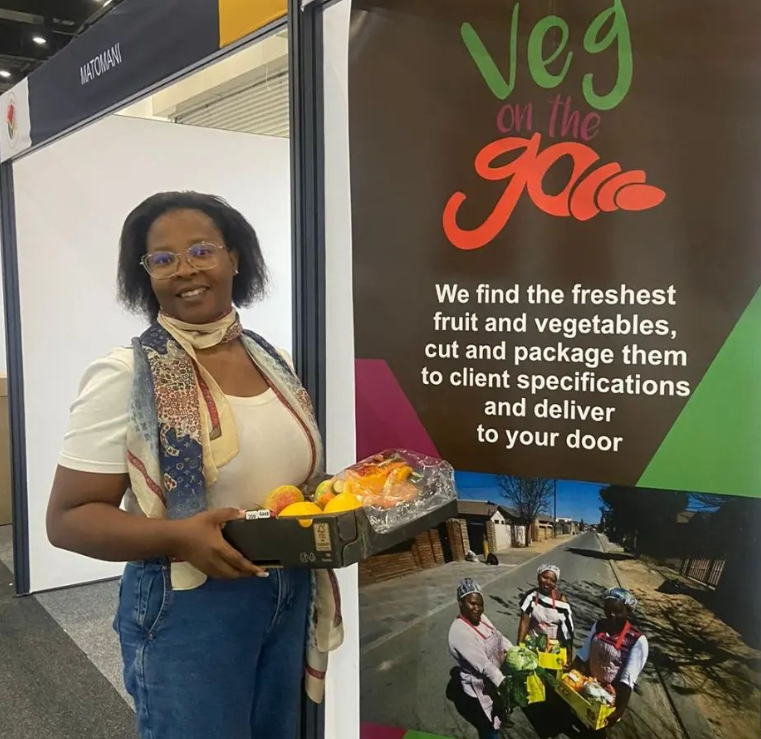 MATOMANI
veg
on the
go
We find the freshest
fruit and vegetables,
cut and package them
to client specifications
and deliver
to your door